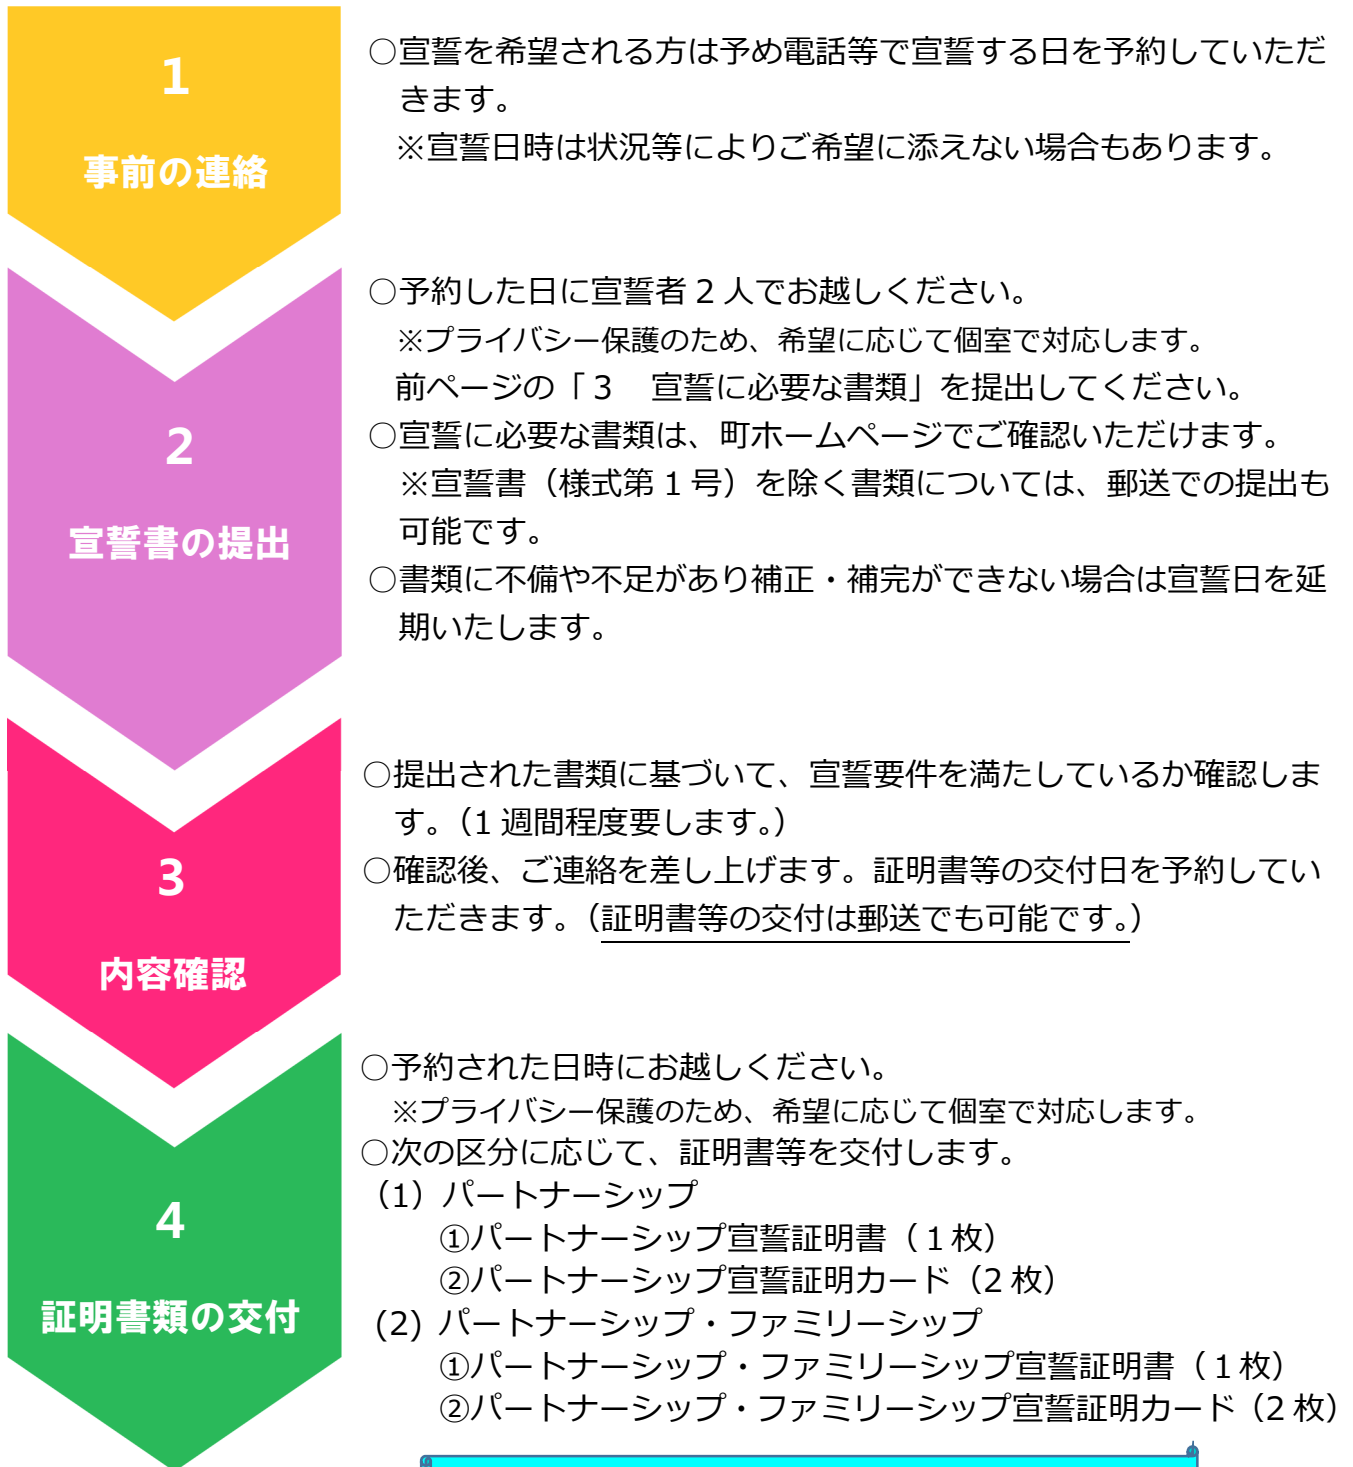 1
事前の連絡
○宣誓を希望される方は予め電話等で宣誓する日を予約していただ
きます。
※宣誓日時は状況等によりご希望に添えない場合もあります。
2
宣誓書の提出
○予約した日に宣誓者２人でお越しください。
※プライバシー保護のため、希望に応じて個室で対応します。
前ページの「３　宣誓に必要な書類」を提出してください。
○宣誓に必要な書類は、町ホームページでご確認いただけます。
※宣誓書（様式第１号）を除く書類については、郵送での提出も
可能です。
○書類に不備や不足があり補正・補完ができない場合は宣誓日を延
期いたします。
3
内容確認
○提出された書類に基づいて、宣誓要件を満たしているか確認しま
す。（1 週間程度要します。）
○確認後、ご連絡を差し上げます。証明書等の交付日を予約してい
ただきます。（証明書等の交付は郵送でも可能です。）
4
証明書類の交付
○予約された日時にお越しください。
※プライバシー保護のため、希望に応じて個室で対応します。
○次の区分に応じて、証明書等を交付します。
（1）パートナーシップ
①パートナーシップ宣誓証明書（１枚）
②パートナーシップ宣誓証明カード（2 枚）
(2) パートナーシップ・ファミリーシップ
①パートナーシップ・ファミリーシップ宣誓証明書（１枚）
②パートナーシップ・ファミリーシップ宣誓証明カード（2 枚）